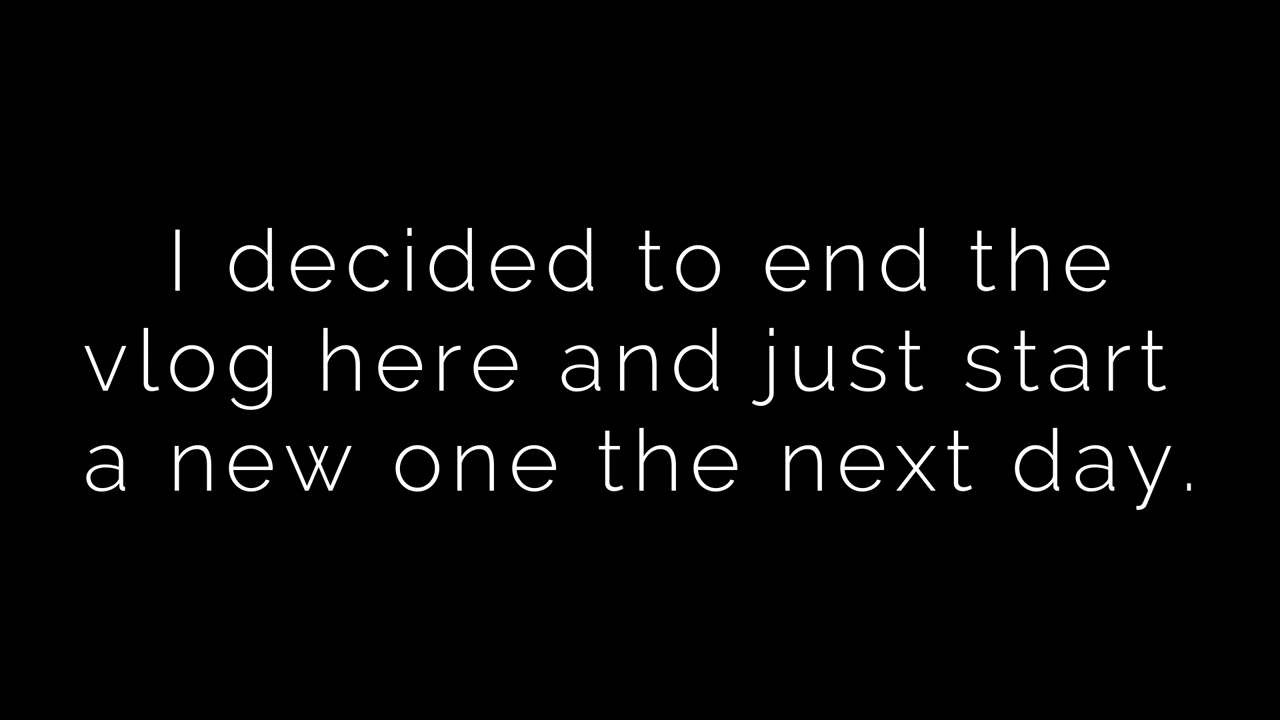 I decided to end the
vlog here and just start
a new one the next day.